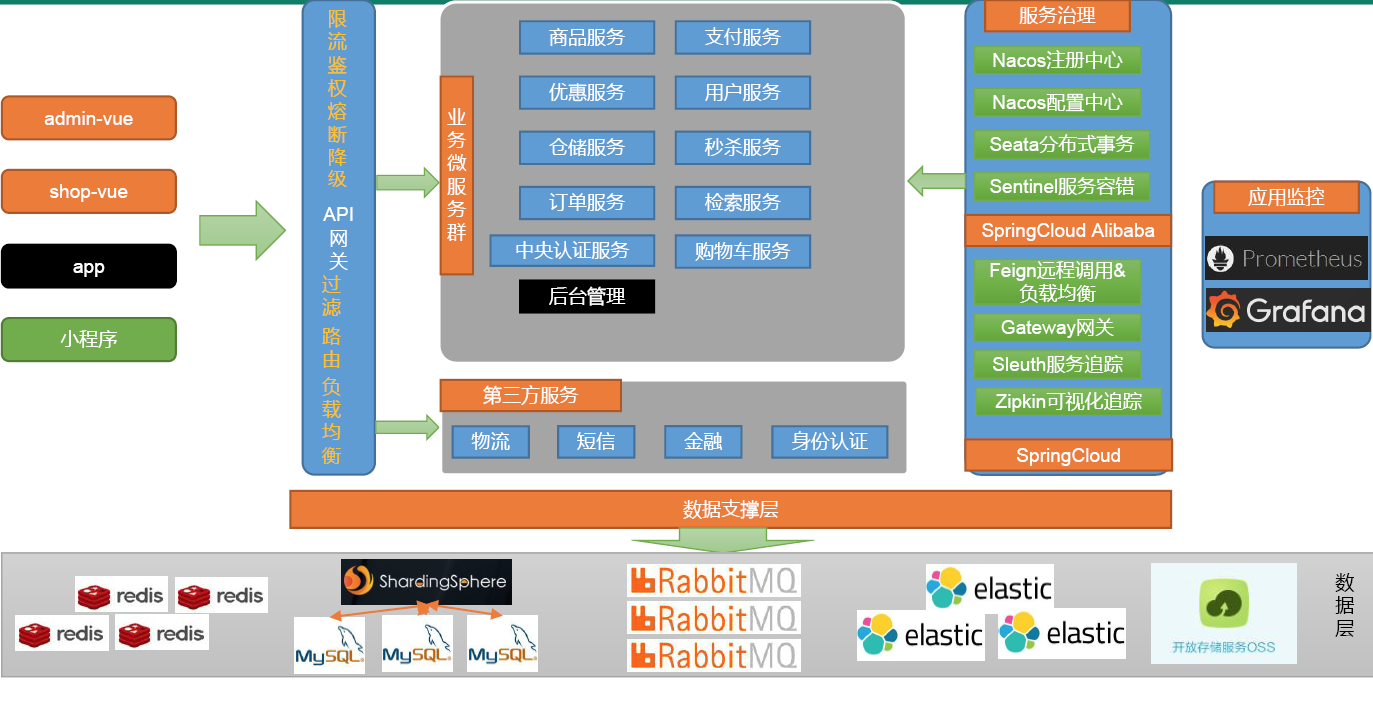 admin-vue
shop-vue
app
小程序
限流鉴权熔断降级
API
网关
过滤
路由
负载均衡
业务微服务群
商品服务
支付服务
优惠服务
用户服务
仓储服务
秒杀服务
订单服务
检索服务
中央认证服务
购物车服务
后台管理
第三方服务
物流
短信
金融
身份认证
服务治理
Nacos注册中心
Nacos配置中心
Seata分布式事务
Sentinel服务容错
SpringCloud Alibaba
Feign远程调用&
负载均衡
Gateway网关
Sleuth服务追踪
Zipkin可视化追踪
SpringCloud
应用监控
Prometheus
Grafana
数据支撑层
redis
redis
redis
redis
ShardingSphere
MySQL
MySQL
MySQL
RabbitMQ
RabbitMQ
RabbitMQ
elastic
elastic
elastic
开放存储服务OSS
数据层